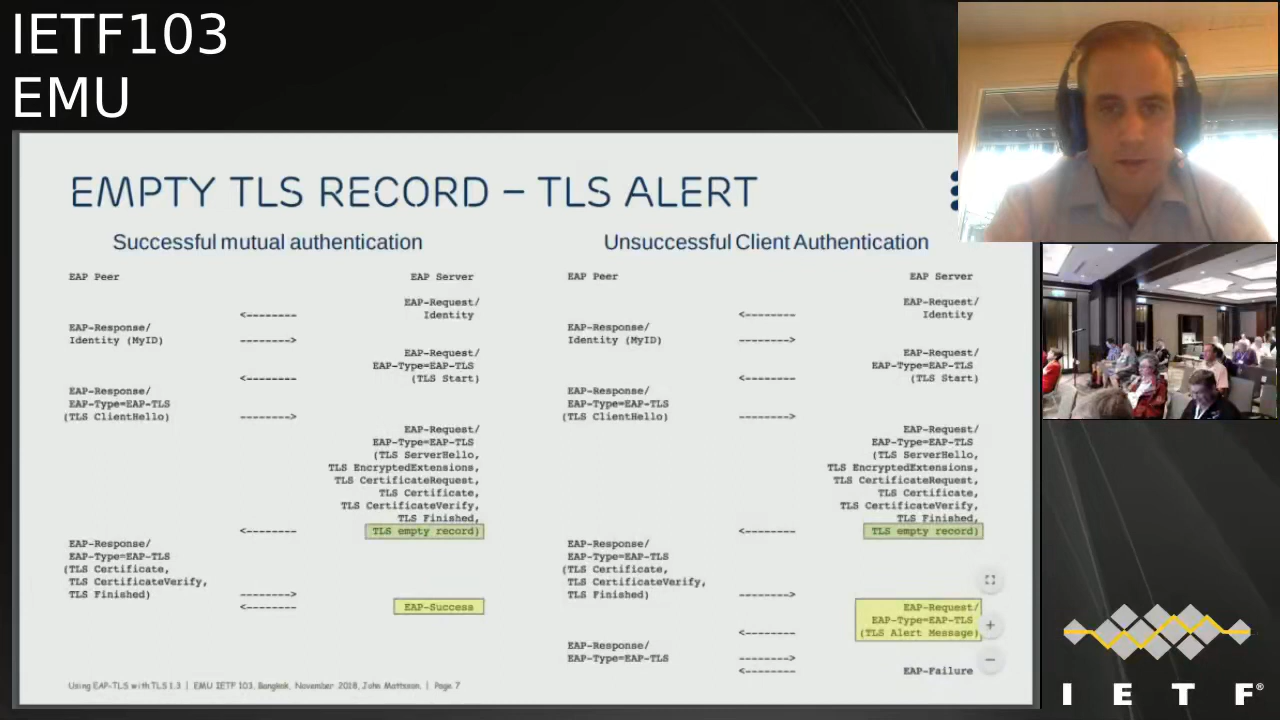 IETF103
EMU
EMPTY TLS RECORD – TLS ALERT
Successful mutual authentication
EAP Peer EAP Server
EAP-Request/
<-------- Identity
EAP-Response/
Identity (MyID) -------->
EAP-Request/
EAP-Type=EAP-TLS
<-------- (TLS Start)
EAP-Response/
EAP-Type=EAP-TLS
(TLS ClientHello) -------->
EAP-Request/
EAP-Type=EAP-TLS
(TLS ServerHello,
TLS EncryptedExtensions,
TLS CertificateRequest,
TLS Certificate,
TLS CertificateVerify,
TLS Finished,
<-------- TLS empty record)
EAP-Response/
EAP-Type=EAP-TLS
(TLS Certificate,
TLS CertificateVerify,
TLS Finished) -------->
<-------- EAP-Success
Unsuccessful Client Authentication
EAP Peer EAP Server
EAP-Request/
<-------- Identity
EAP-Response/
Identity (MyID) -------->
EAP-Request/
EAP-Type=EAP-TLS
<-------- (TLS Start)
EAP-Response/
EAP-Type=EAP-TLS
(TLS ClientHello) -------->
EAP-Request/
EAP-Type=EAP-TLS
(TLS ServerHello,
TLS EncryptedExtensions,
TLS CertificateRequest,
TLS Certificate,
TLS CertificateVerify,
TLS Finished,
<-------- TLS empty record)
EAP-Response/
EAP-Type=EAP-TLS
(TLS Certificate,
TLS CertificateVerify,
TLS Finished) -------->
EAP-Request/
EAP-Type=EAP-TLS
<-------- (TLS Alert Message)
EAP-Response/
EAP-Type=EAP-TLS -------->
<-------- EAP-Failure
Using EAP-TLS with TLS 1.3 | EMU IETF 103, Bangkok, November 2018, John Mattsson, | Page 7
IETF®